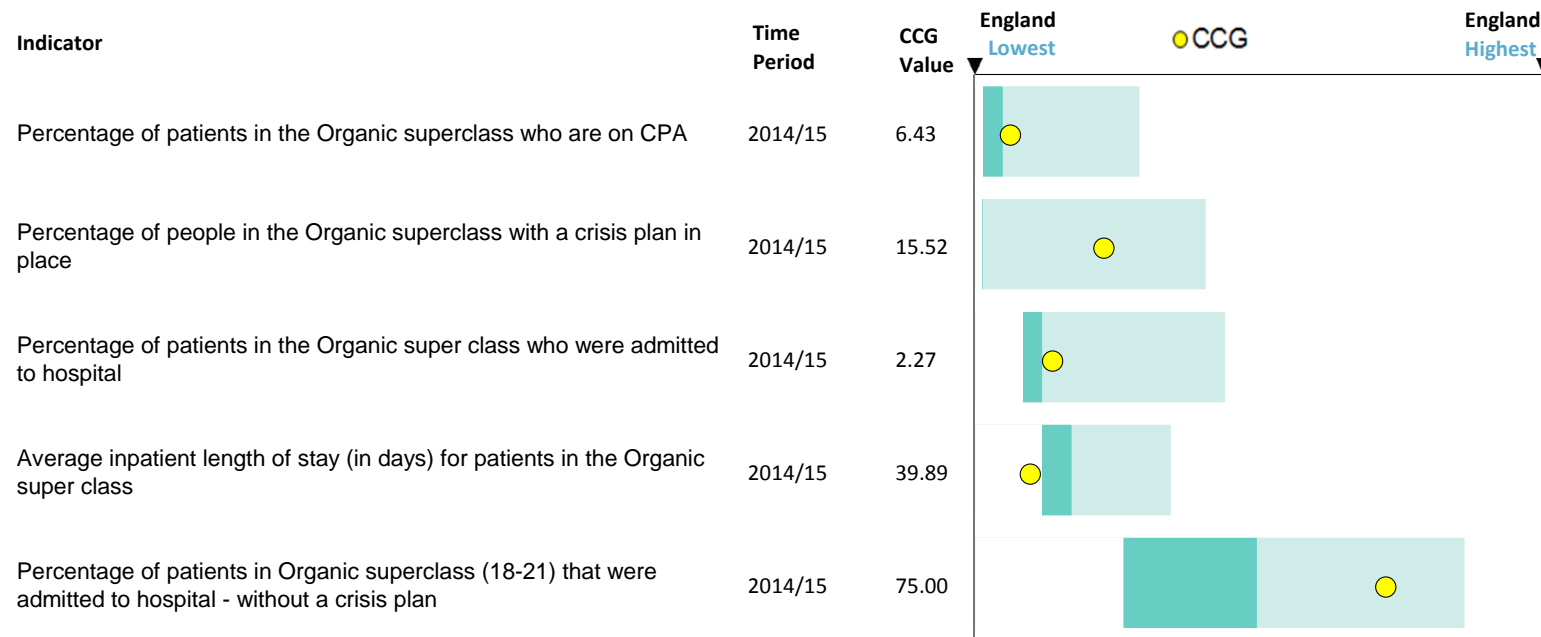 Indicator
Time
Period
CCG
Value
England
Lowest
CCG
England
Highest
Percentage of patients in the Organic superclass who are on CPA
2014/15
6.43
Percentage of people in the Organic superclass with a crisis plan in
place
2014/15
15.52
Percentage of patients in the Organic super class who were admitted
to hospital
2014/15
2.27
Average inpatient length of stay (in days) for patients in the Organic
super class
2014/15
39.89
Percentage of patients in Organic superclass (18-21) that were
admitted to hospital - without a crisis plan
2014/15
75.00